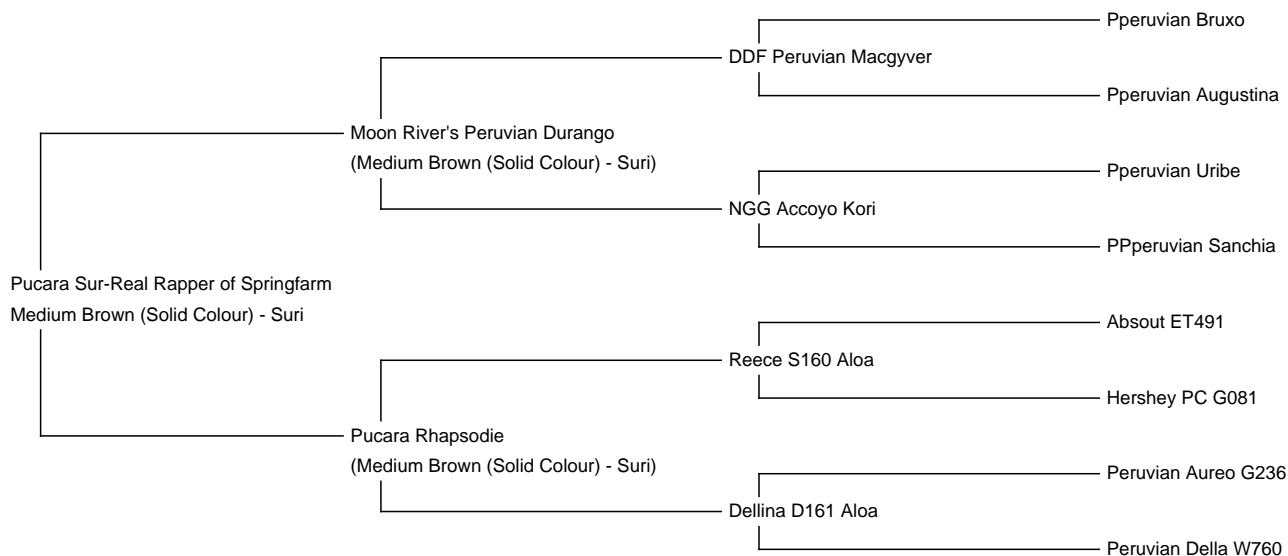 Pperuvian Bruxo
DDF Peruvian Macgyver
Pperuvian Augustina
Moon River's Peruvian Durango
(Medium Brown (Solid Colour) - Suri)
Pperuvian Uribe
NGG Accoyo Kori
PPperuvian Sanchia
Pucara Sur-Real Rapper of Springfarm
Medium Brown (Solid Colour) - Suri
Absout ET491
Reece S160 Aloa
Hershey PC G081
Pucara Rhapsodie
(Medium Brown (Solid Colour) - Suri)
Peruvian Aureo G236
Dellina D161 Aloa
Peruvian Della W760